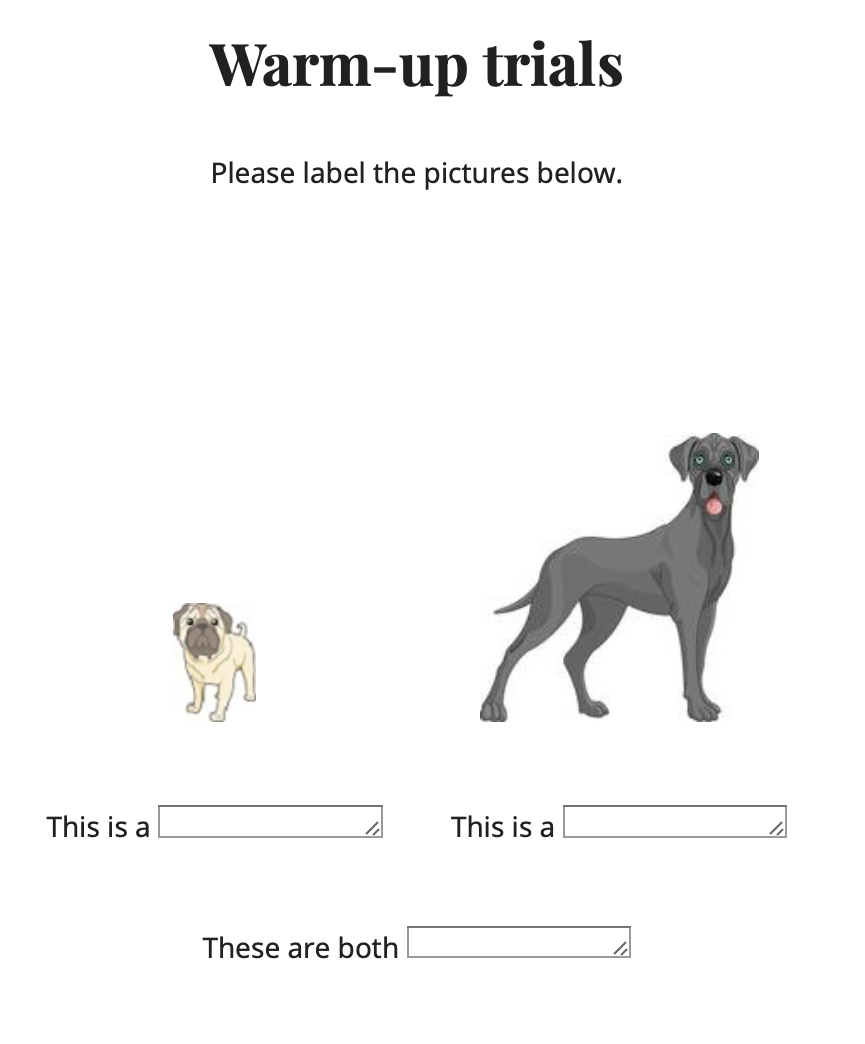 Warm-up trials
Please label the pictures below.
This is a
This is a
These are both